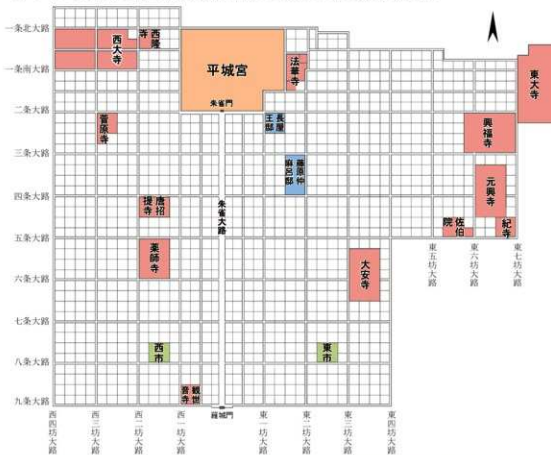 一条北大路
一条南大路
二条大路
三条大路
四条大路
五条大路
六条大路
七条大路
八条大路
九条大路
西大寺
西隆寺
平城宮
朱雀門
法華寺
東大寺
菅原寺
長屋王邸
興福寺
藤原仲麻呂邸
元興寺
唐招提寺
朱雀大路
佐伯院
紀寺
薬師寺
大安寺
西市
東市
観世音寺
羅城門
西四坊大路
西三坊大路
西二坊大路
西一坊大路
東一坊大路
東二坊大路
東三坊大路
東四坊大路
東五坊大路
東六坊大路
東七坊大路